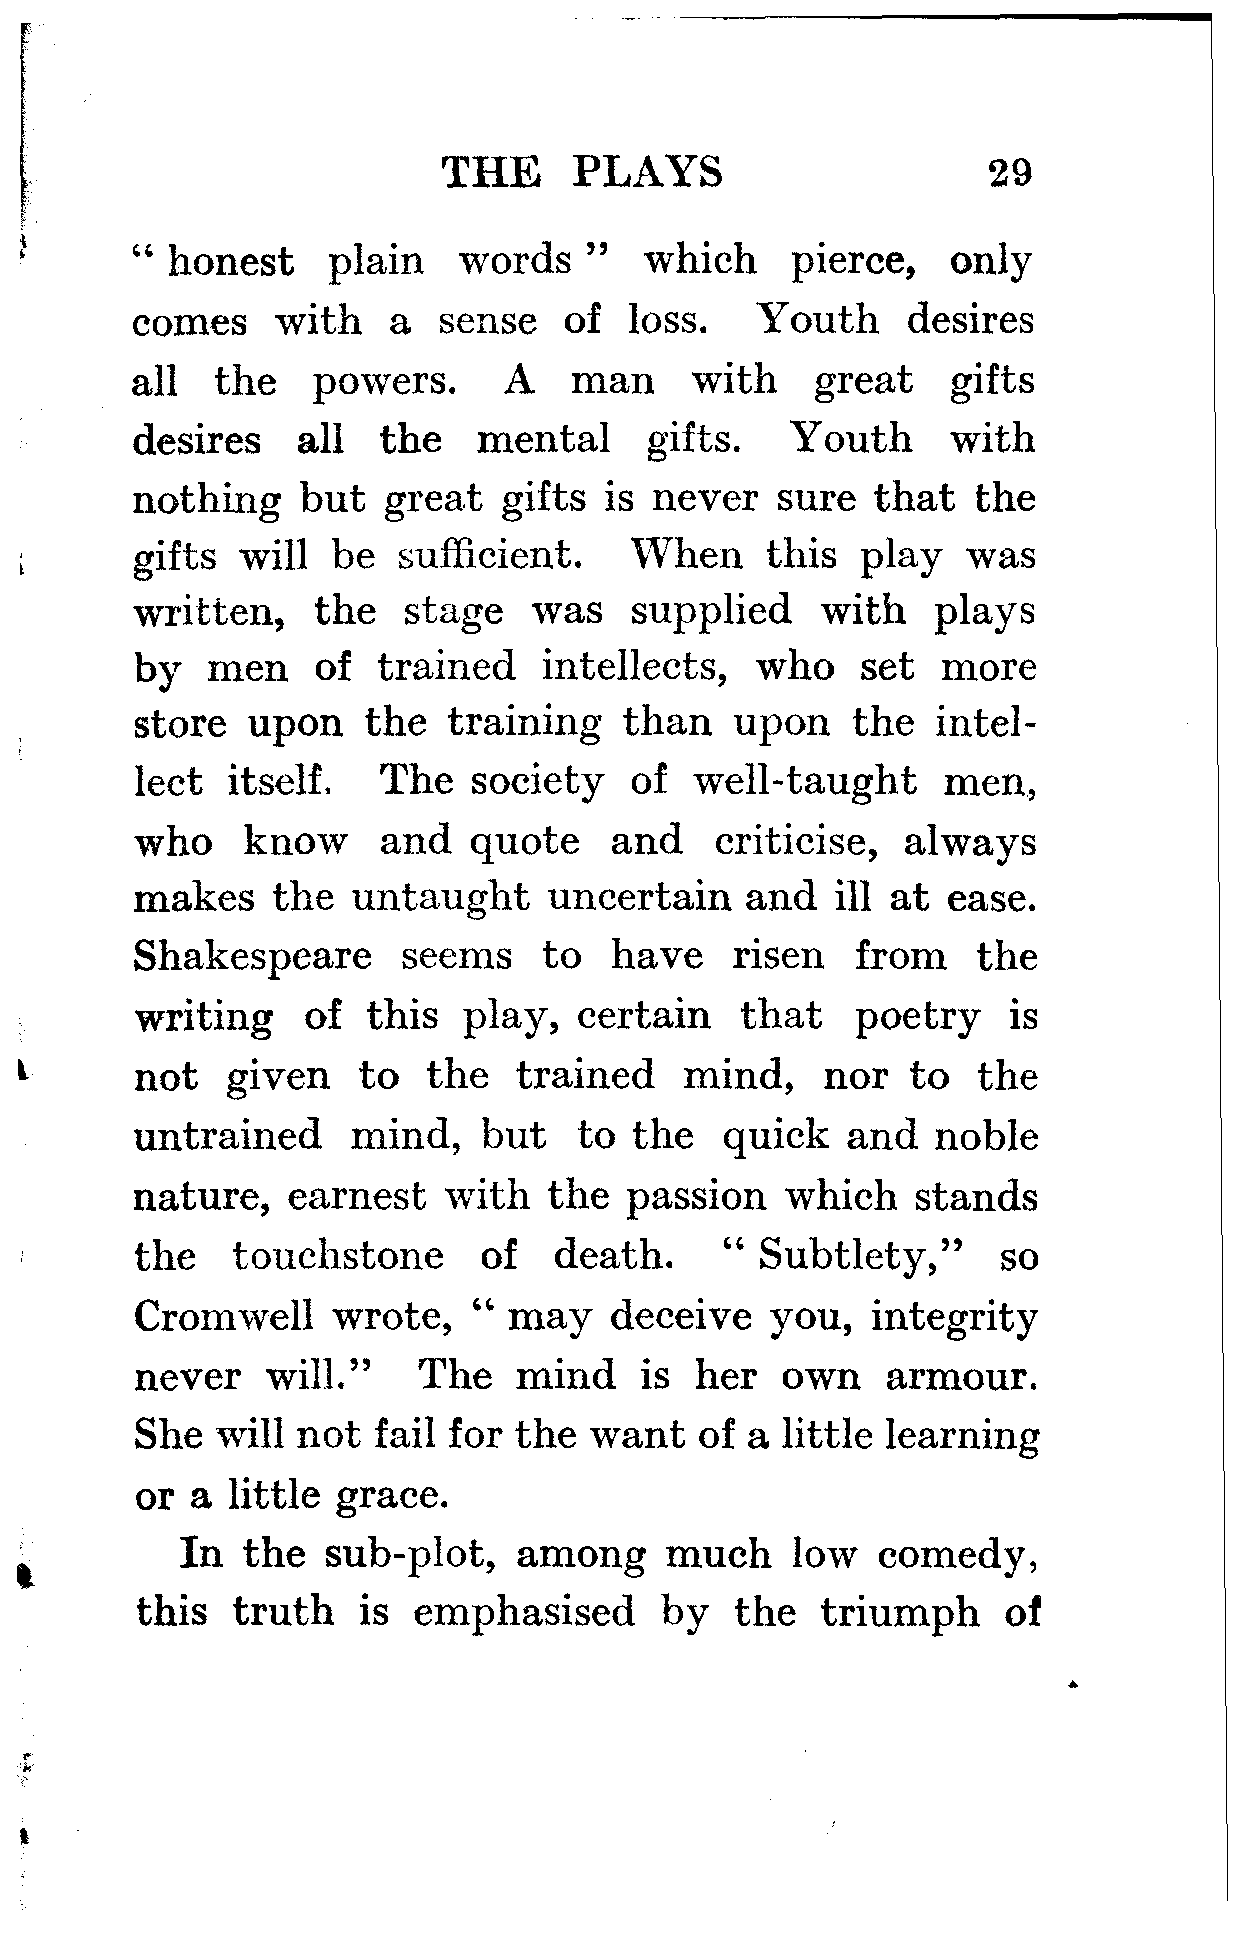 THE PLAYS 29
“ honest plain words ” which pierce, only
comes with a sense of loss. Youth desires
all the powers. A man with great gifts
desires all the mental gifts. Youth with
nothing but great gifts is never sure that the
gifts will be sufficient. When this play was
written, the stage was supplied with plays
by men of trained intellects, who set more
store upon the training than upon the intel-
lect itself. The society of well-taught men,
who know and quote and criticise, always
makes the untaught uncertain and ill at ease.
Shakespeare seems to have risen from the
writing of this play, certain that poetry is
not given to the trained mind, nor to the
untrained mind, but to the quick and noble
nature, earnest with the passion which stands
the touchstone of death. “ Subtlety,” so
Cromwell wrote, “ may deceive you, integrity
never will.” The mind is her own armour.
She will not fail for the want of a little learning
or a little grace.
In the sub-plot, among much low comedy,
this truth is emphasised by the triumph of